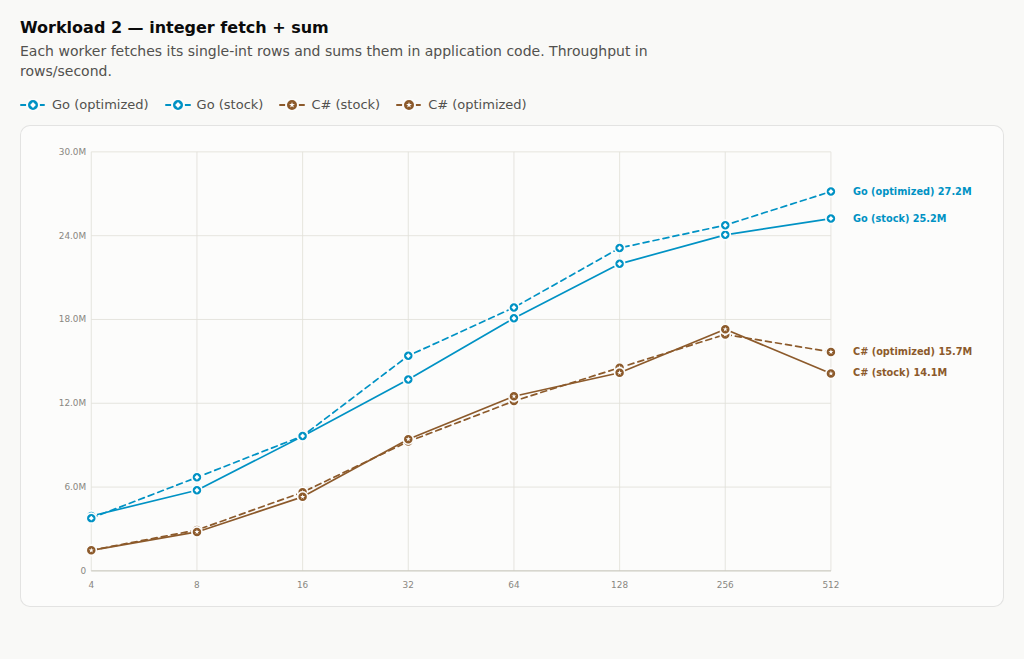 Workload 2 — integer fetch + sum
Each worker fetches its single-int rows and sums them in application code. Throughput in
rows/second.
Go (optimized) Go (stock) C# (stock) C# (optimized)
30.0M
Go (optimized) 27.2M
Go (stock) 25.2M
24.0M
18.0M
C# (optimized) 15.7M
C# (stock) 14.1M
12.0M
6.0M
0
4 8 16 32 64 128 256 512